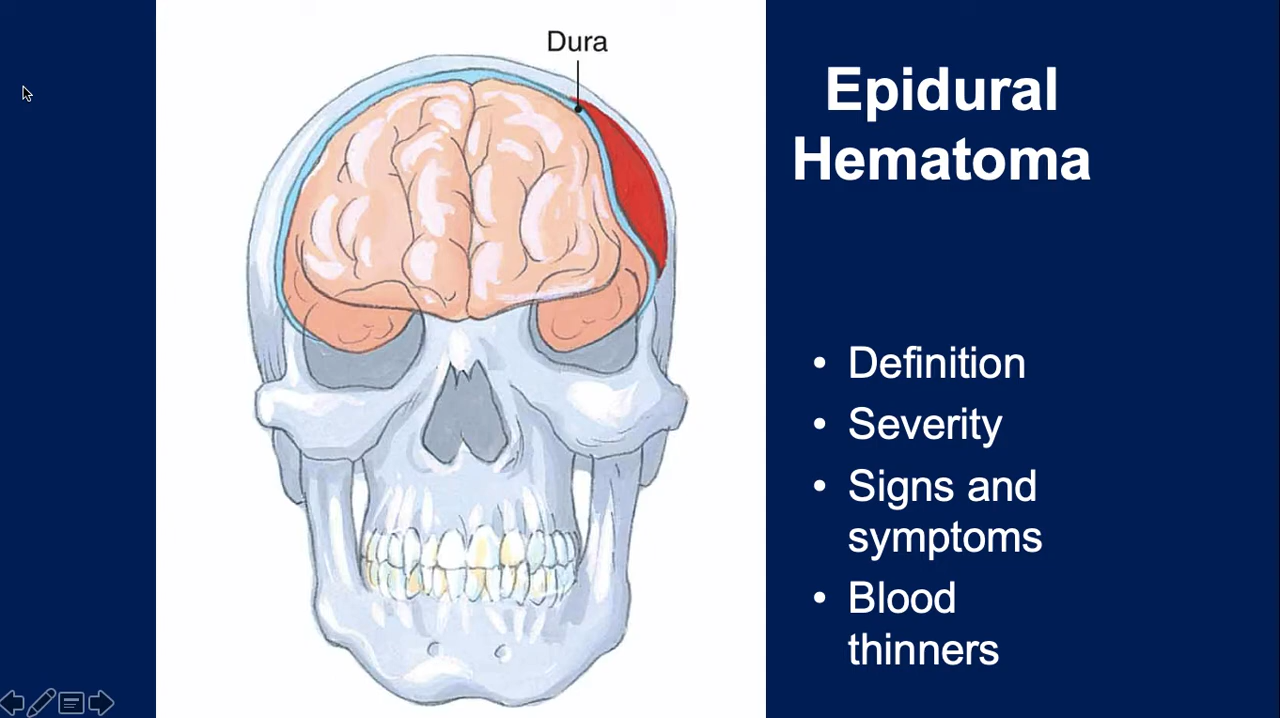 Dura
Epidural
Hematoma
• Definition
• Severity
• Signs and
symptoms
• Blood
thinners